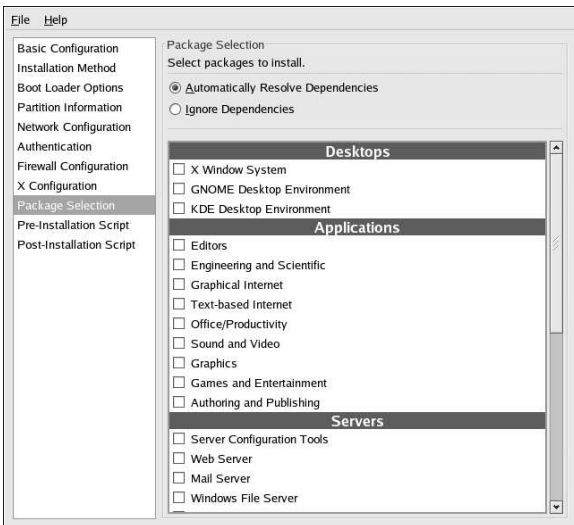 File Help
Basic Configuration
Installation Method
Boot Loader Options
Partition Information
Network Configuration
Authentication
Firewall Configuration
X Configuration
Package Selection
Pre-Installation Script
Post-Installation Script
Package Selection
Select packages to install.
Automatically Resolve Dependencies
Ignore Dependencies
Desktops
X Window System
GNOME Desktop Environment
KDE Desktop Environment
Applications
Editors
Engineering and Scientific
Graphical Internet
Text-based Internet
Office/Productivity
Sound and Video
Graphics
Games and Entertainment
Authoring and Publishing
Servers
Server Configuration Tools
Web Server
Mail Server
Windows File Server